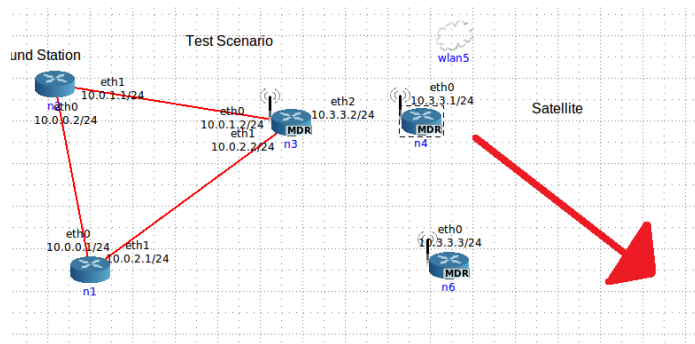 Test Scenario
wlan5
und Station
eth1
10.0.1.1/24
eth0
10.0.0.2/24
eth0
10.0.1.2/24
eth1
10.0.2.2/24
eth2
10.3.3.2/24
MDR
n3
eth0
10.3.3.1/24
MDR
n4
Satellite
eth0
10.0.0.1/24
eth1
10.0.2.1/24
n1
eth0
10.3.3.3/24
MDR
n6